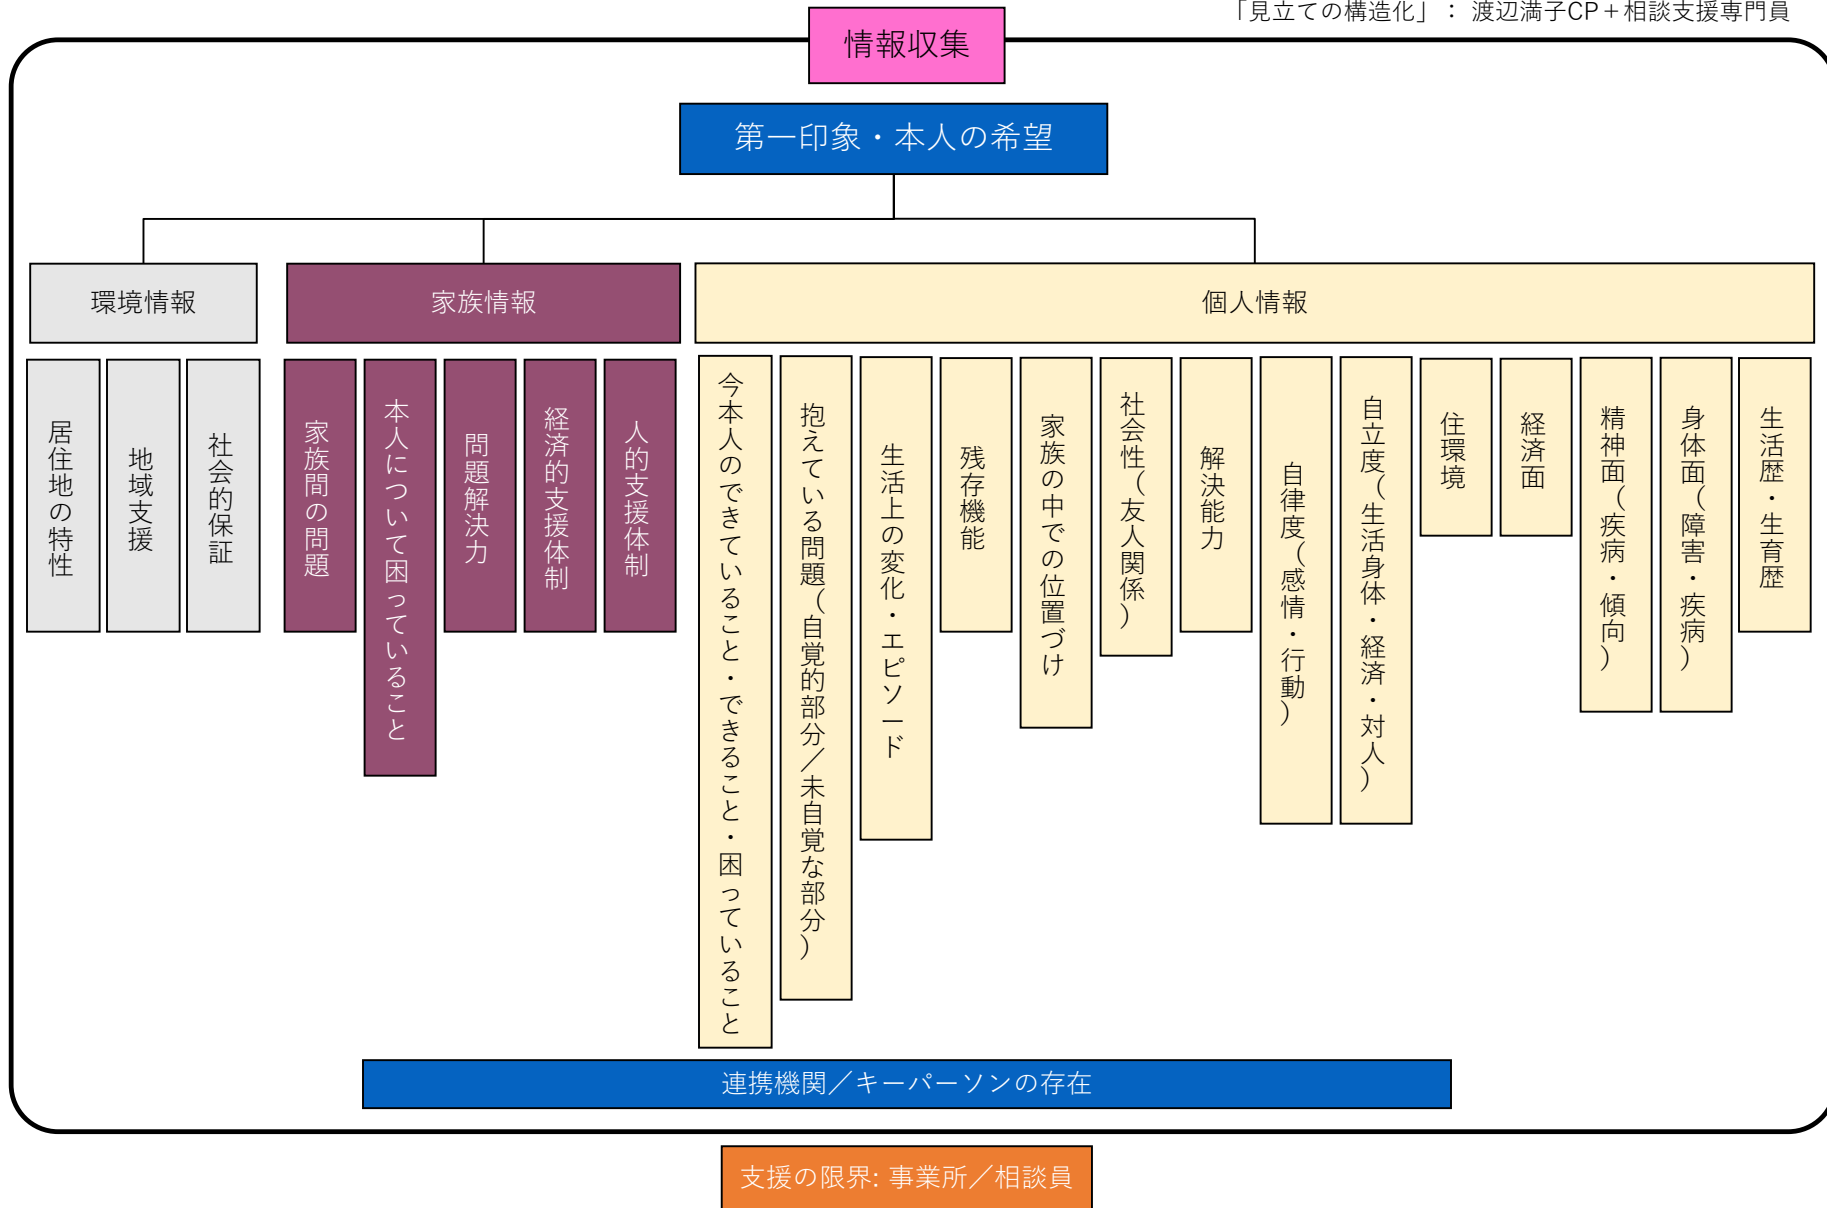 「見立ての構造化」： 渡辺満子CP＋相談支援専門員
情報収集
第一印象・本人の希望
環境情報
家族情報
個人情報
居住地の特性
地域支援
社会的保証
家族間の問題
本人について困っていること
問題解決力
経済的支援体制
人的支援体制
今本人のできていること・できること・困っていること
抱えている問題（自覚的部分／未自覚な部分）
生活上の変化・エピソード
残存機能
家族の中での位置づけ
社会性（友人関係）
解決能力
自律度（感情・行動）
自立度（生活身体・経済・対人）
住環境
経済面
精神面（疾病・傾向）
身体面（障害・疾病）
生活歴・生育歴
連携機関／キーパーソンの存在
支援の限界: 事業所／相談員